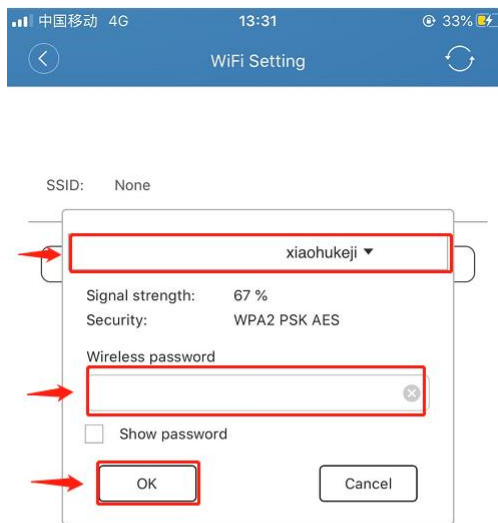 中国移动 4G 13:31 33%
WiFi Setting
SSID: None
xiaohukeji
Signal strength: 67 %
Security: WPA2 PSK AES
Wireless password
Show password
OK Cancel